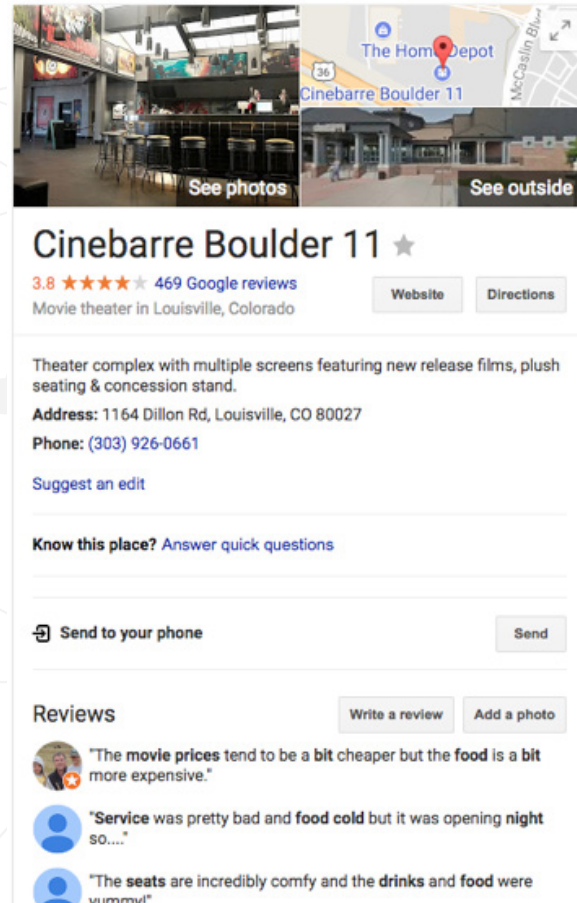 The Home Depot
36
McCaslin Blvd
Cinebarre Boulder 11
See photos
See outside
Cinebarre Boulder 11
3.8 469 Google reviews
Website
Directions
Movie theater in Louisville, Colorado
Theater complex with multiple screens featuring new release films, plush
seating & concession stand.
Address: 1164 Dillon Rd, Louisville, CO 80027
Phone: (303) 926-0661
Suggest an edit
Know this place? Answer quick questions
Send to your phone
Send
Reviews
Write a review
Add a photo
"The movie prices tend to be a bit cheaper but the food is a bit
more expensive."
"Service was pretty bad and food cold but it was opening night
so...."
"The seats are incredibly comfy and the drinks and food were
yummy!"